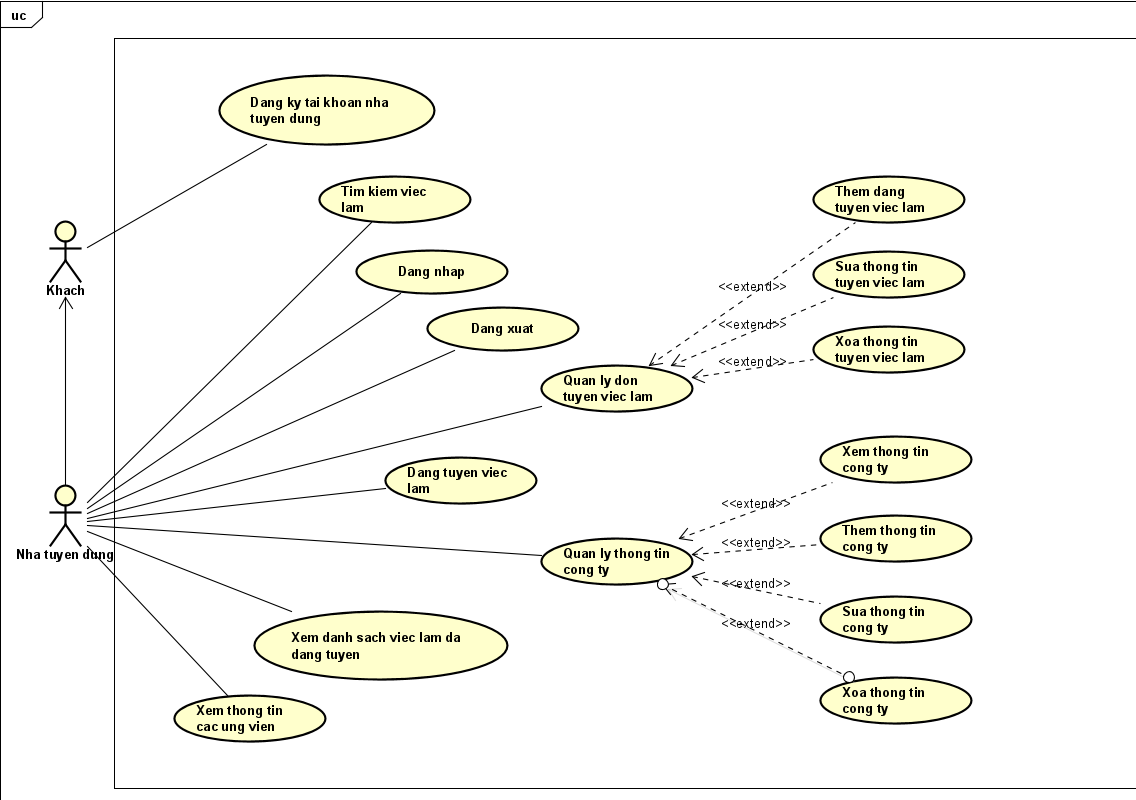 uc
Dang ky tai khoan nha
tuyen dung
Tim kiem viec
lam
Them dang
tuyen viec lam
Khach
Dang nhap
Sua thong tin
tuyen viec lam
<<extend>>
<<extend>>
Dang xuat
Xoa thong tin
tuyen viec lam
<<extend>>
Quan ly don
tuyen viec lam
Xem thong tin
cong ty
Dang tuyen viec
lam
<<extend>>
Them thong tin
cong ty
<<extend>>
Nha tuyen dung
Quan ly thong tin
cong ty
<<extend>>
Sua thong tin
cong ty
<<extend>>
Xem danh sach viec lam da
dang tuyen
Xoa thong tin
cong ty
Xem thong tin
cac ung vien